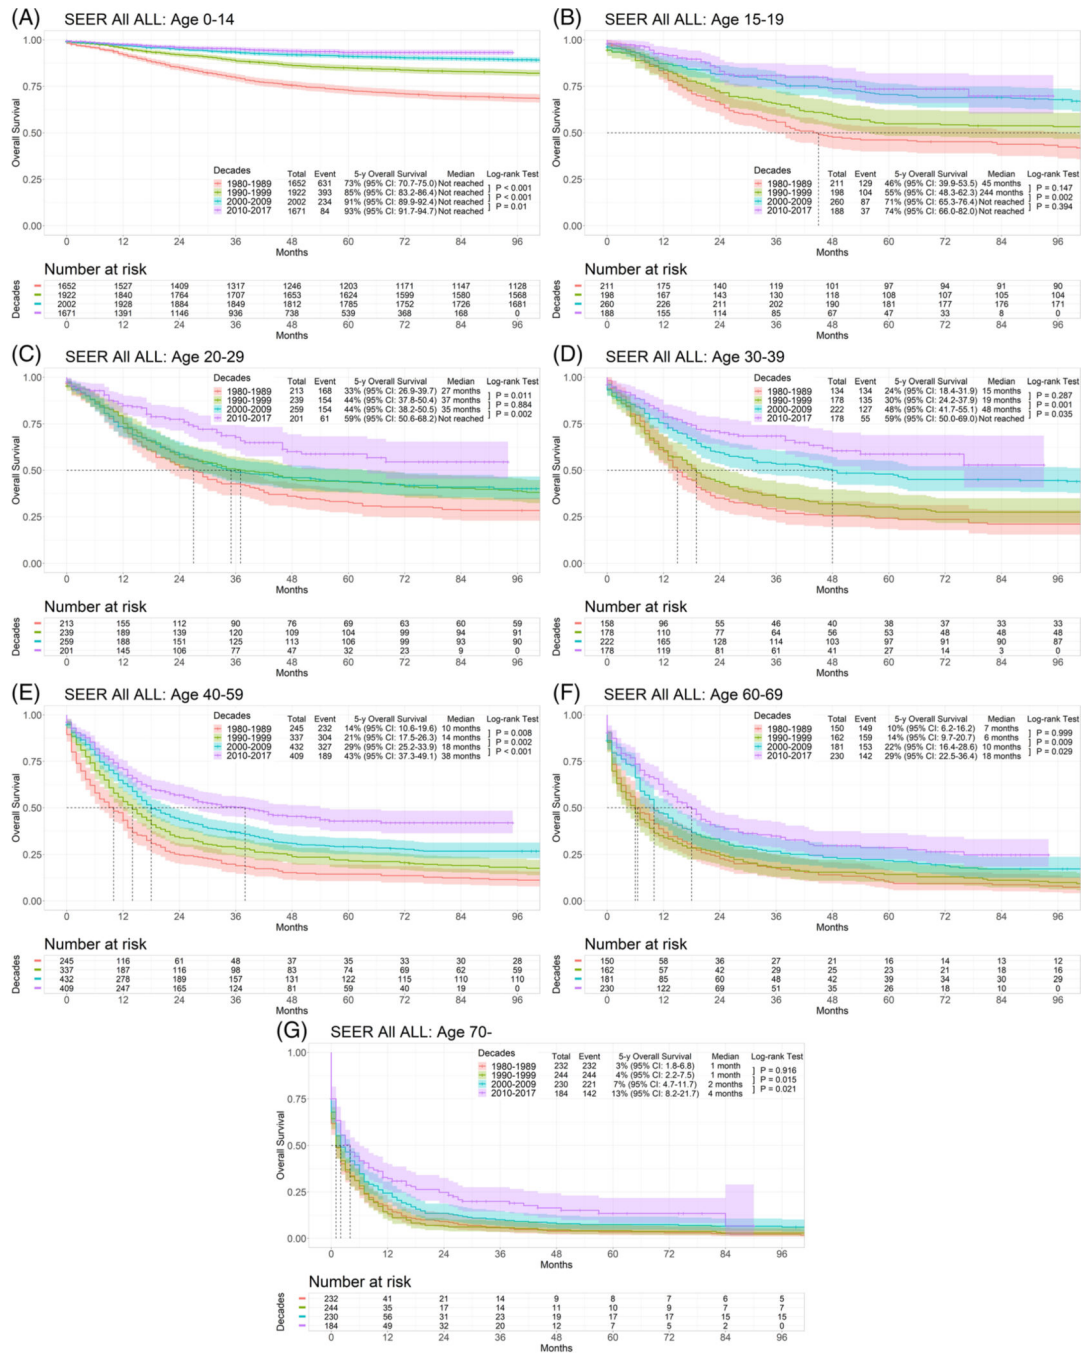 (A) SEER All ALL: Age 0-14
1.00
0.75
0.50
0.25
0.00
Overall Survival
Decades Total Event 5-y Overall Survival Median Log-rank Test
1980-1989 1652 631 73% (95% CI: 70.7-75.0) Not reached
1990-1999 1922 393 85% (95% CI: 83.2-86.4) Not reached
2000-2009 2002 234 91% (95% CI: 89.9-92.4) Not reached
2010-2017 1671 84 93% (95% CI: 91.7-94.7) Not reached
] P < 0.001
] P < 0.001
] P = 0.01
0 12 24 36 48 60 72 84 96
Months
Number at risk
Decades
1652 1527 1409 1317 1246 1203 1171 1147 1128
1922 1840 1764 1707 1653 1624 1599 1580 1568
2002 1928 1884 1849 1812 1785 1752 1726 1681
1671 1391 1146 936 738 539 368 168 0
0 12 24 36 48 60 72 84 96
Months
(B) SEER All ALL: Age 15-19
1.00
0.75
0.50
0.25
0.00
Overall Survival
Decades Total Event 5-y Overall Survival Median Log-rank Test
1980-1989 211 129 46% (95% CI: 39.9-53.5) 45 months
1990-1999 198 104 55% (95% CI: 48.3-62.3) 244 months
2000-2009 260 87 71% (95% CI: 65.3-76.4) Not reached
2010-2017 188 37 74% (95% CI: 66.0-82.0) Not reached
] P = 0.147
] P = 0.002
] P = 0.394
0 12 24 36 48 60 72 84 96
Months
Number at risk
Decades
211 175 140 119 101 97 94 91 90
198 167 143 130 118 108 107 105 104
260 226 211 202 190 181 177 176 171
188 155 114 85 67 47 33 8 0
0 12 24 36 48 60 72 84 96
Months
(C) SEER All ALL: Age 20-29
1.00
0.75
0.50
0.25
0.00
Overall Survival
Decades Total Event 5-y Overall Survival Median Log-rank Test
1980-1989 213 168 33% (95% CI: 26.9-39.7) 27 months
1990-1999 239 154 44% (95% CI: 37.8-50.4) 37 months
2000-2009 259 154 44% (95% CI: 38.2-50.5) 35 months
2010-2017 201 61 59% (95% CI: 50.6-68.2) Not reached
] P = 0.011
] P = 0.884
] P = 0.002
0 12 24 36 48 60 72 84 96
Months
Number at risk
Decades
213 155 112 90 76 69 63 60 59
239 189 139 120 109 104 99 94 91
259 188 151 125 113 106 99 93 90
201 145 106 77 47 32 23 9 0
0 12 24 36 48 60 72 84 96
Months
(D) SEER All ALL: Age 30-39
1.00
0.75
0.50
0.25
0.00
Overall Survival
Decades Total Event 5-y Overall Survival Median Log-rank Test
1980-1989 134 134 24% (95% CI: 18.4-31.9) 15 months
1990-1999 178 135 30% (95% CI: 24.2-37.9) 19 months
2000-2009 222 127 48% (95% CI: 41.7-55.1) 48 months
2010-2017 178 55 59% (95% CI: 50.0-69.0) Not reached
] P = 0.287
] P = 0.001
] P = 0.035
0 12 24 36 48 60 72 84 96
Months
Number at risk
Decades
158 96 55 46 40 38 37 33 33
178 110 77 64 56 53 48 48 48
222 165 128 114 103 97 91 90 87
178 119 81 61 41 27 14 3 0
0 12 24 36 48 60 72 84 96
Months
(E) SEER All ALL: Age 40-59
1.00
0.75
0.50
0.25
0.00
Overall Survival
Decades Total Event 5-y Overall Survival Median Log-rank Test
1980-1989 245 232 14% (95% CI: 10.6-19.6) 10 months
1990-1999 337 304 21% (95% CI: 17.5-26.3) 14 months
2000-2009 432 327 29% (95% CI: 25.2-33.9) 18 months
2010-2017 409 189 43% (95% CI: 37.3-49.1) 38 months
] P = 0.008
] P = 0.002
] P < 0.001
0 12 24 36 48 60 72 84 96
Months
Number at risk
Decades
245 116 61 48 37 35 33 30 28
337 187 116 98 83 74 69 62 59
432 278 189 157 131 122 115 110 110
409 247 165 124 81 59 40 19 0
0 12 24 36 48 60 72 84 96
Months
(F) SEER All ALL: Age 60-69
1.00
0.75
0.50
0.25
0.00
Overall Survival
Decades Total Event 5-y Overall Survival Median Log-rank Test
1980-1989 150 149 10% (95% CI: 6.2-16.2) 7 months
1990-1999 162 159 14% (95% CI: 9.7-20.7) 6 months
2000-2009 181 153 22% (95% CI: 16.4-28.6) 10 months
2010-2017 230 142 29% (95% CI: 22.5-36.4) 18 months
] P = 0.999
] P = 0.009
] P = 0.029
0 12 24 36 48 60 72 84 96
Months
Number at risk
Decades
150 58 36 27 21 16 14 13 12
162 57 42 29 25 23 21 18 16
181 85 60 48 42 39 34 30 29
230 122 69 51 35 26 18 10 0
0 12 24 36 48 60 72 84 96
Months
(G) SEER All ALL: Age 70-
1.00
0.75
0.50
0.25
0.00
Overall Survival
Decades Total Event 5-y Overall Survival Median Log-rank Test
1980-1989 232 232 3% (95% CI: 1.8-6.8) 1 month
1990-1999 244 244 4% (95% CI: 2.2-7.5) 1 month
2000-2009 230 221 7% (95% CI: 4.7-11.7) 2 months
2010-2017 184 142 13% (95% CI: 8.2-21.7) 4 months
] P = 0.916
] P = 0.015
] P = 0.021
0 12 24 36 48 60 72 84 96
Months
Number at risk
Decades
232 41 21 14 9 8 7 6 5
244 35 17 14 11 10 9 7 7
230 56 31 23 19 17 17 15 15
184 49 32 20 12 7 5 2 0
0 12 24 36 48 60 72 84 96
Months